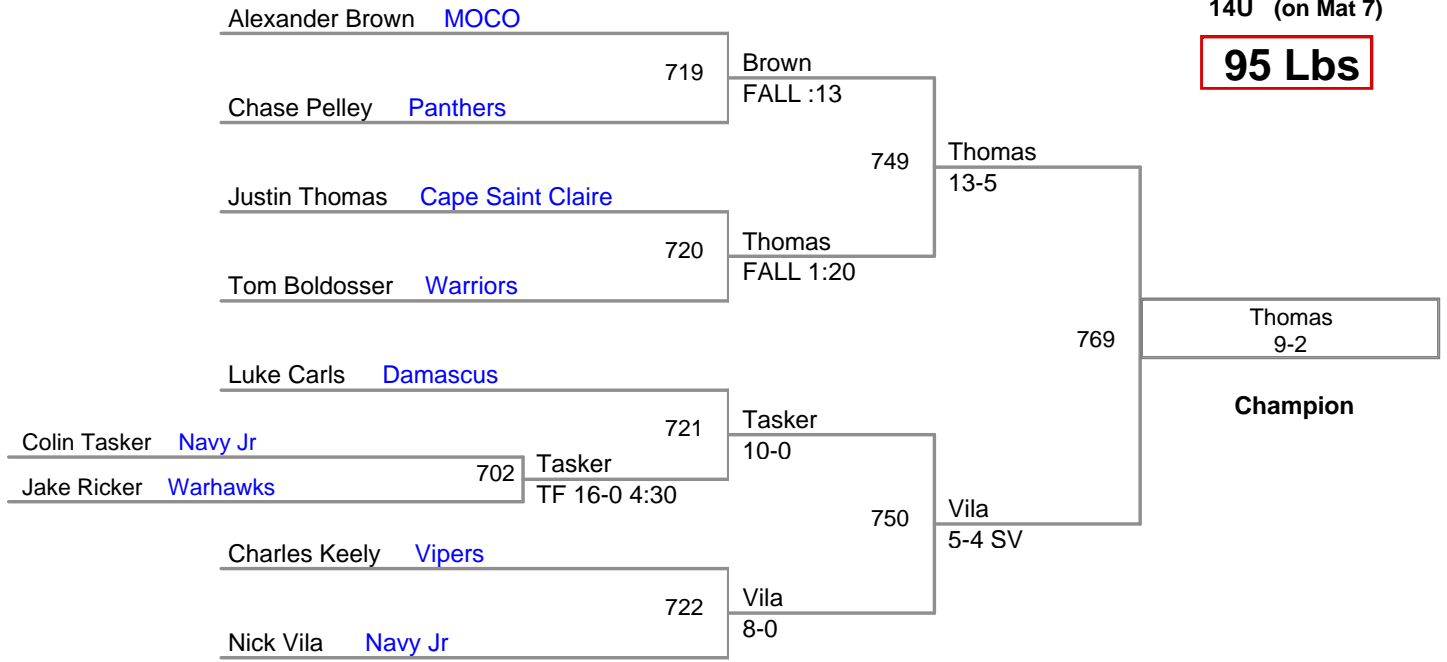 14U (on Mat 7)
95 Lbs
Alexander Brown MOCO
719
Brown
FALL :13
Chase Pelley Panthers
749
Thomas
13-5
Justin Thomas Cape Saint Claire
720
Thomas
FALL 1:20
Tom Boldosser Warriors
769
Thomas
9-2
Champion
Luke Carls Damascus
721
Tasker
10-0
Colin Tasker Navy Jr
702
Tasker
TF 16-0 4:30
Jake Ricker Warhawks
750
Vila
5-4 SV
Charles Keely Vipers
722
Vila
8-0
Nick Vila Navy Jr